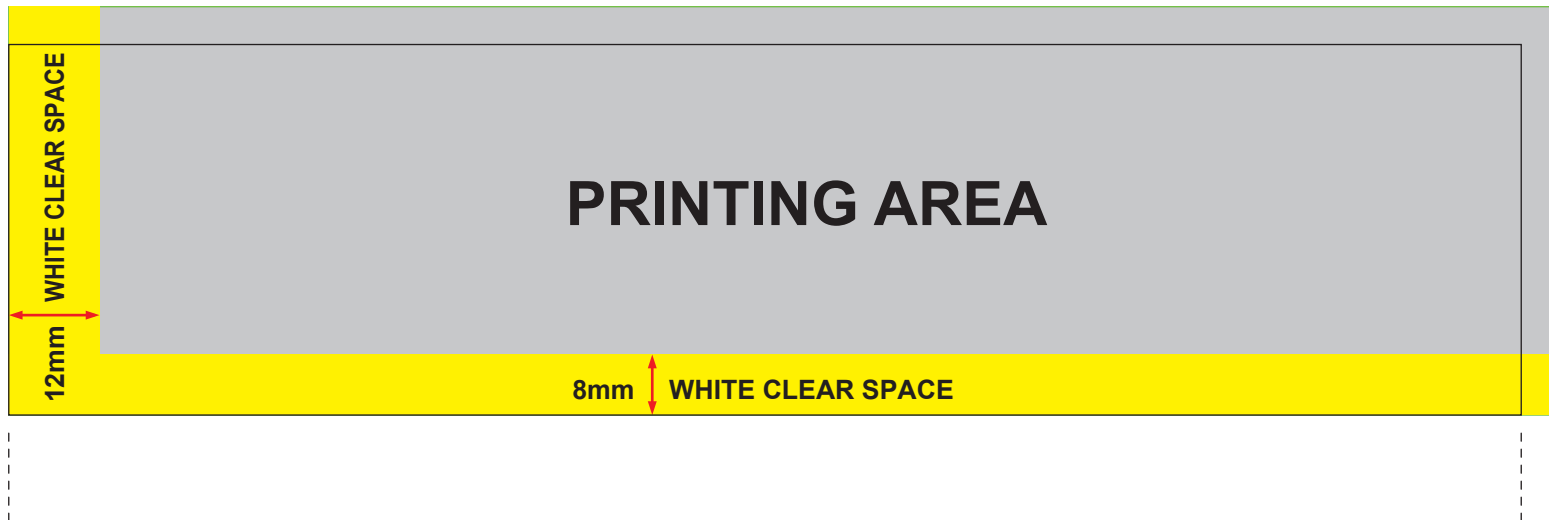 12mm WHITE CLEAR SPACE
PRINTING AREA
8mm WHITE CLEAR SPACE